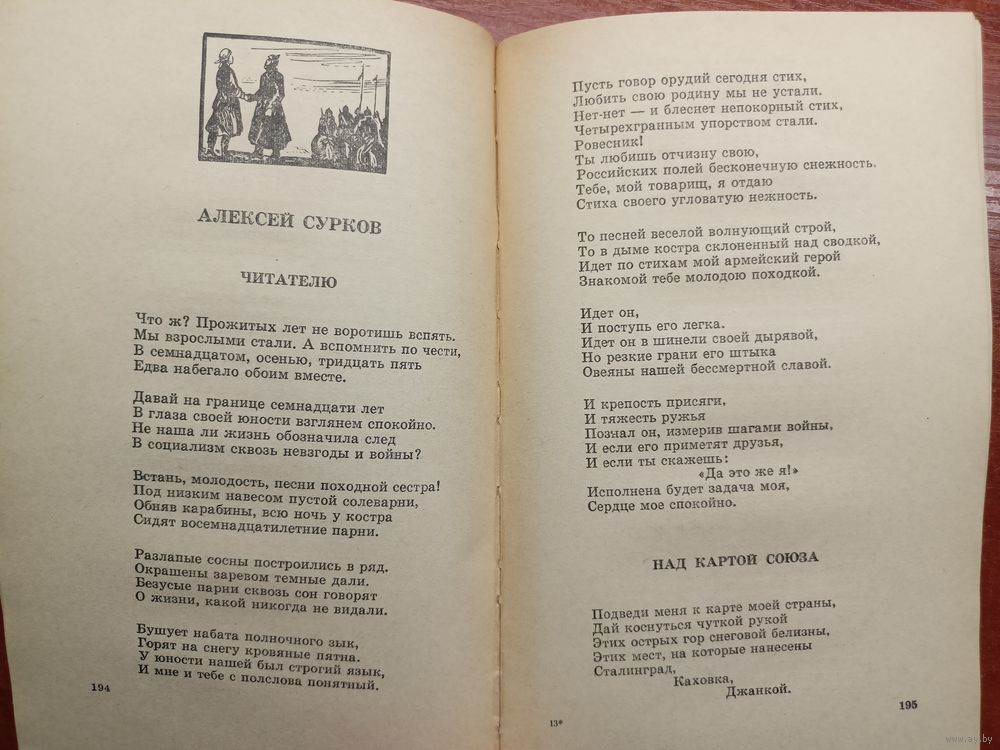 АЛЕКСЕЙ СУРКОВ
ЧИТАТЕЛЮ
Что ж? Прожитых лет не воротишь вспять.
Мы взрослыми стали. А вспомнить по чести,
В семнадцатом, осенью, тридцать пять
Едва набегало обоим вместе.
Давай на границе семнадцати лет
В глаза своей юности взглянем спокойно.
Не наша ли жизнь обозначила след
В социализм сквозь невзгоды и войны?
Встань, молодость, песни походной сестра!
Под низким навесом пустой солеварни,
Обняв карабины, всю ночь у костра
Сидят восемнадцатилетние парни.
Разлапые сосны построились в ряд.
Окрашены заревом темные дали.
Безусые парни сквозь сон говорят
О жизни, какой никогда не видали.
Бушует набата полночного зык,
Горят на снегу кровяные пятна.
У юности нашей был строгий язык,
И мне и тебе с полслова понятный.
194
Пусть говор орудий сегодня стих,
Любить свою родину мы не устали.
Нет-нет — и блеснет непокорный стих,
Четырехгранным упорством стали.
Ровесник!
Ты любишь отчизну свою,
Российских полей бесконечную снежность.
Тебе, мой товарищ, я отдаю
Стиха своего угловатую нежность.
То песней веселой волнующий строй,
То в дыме костра склоненный над сводкой,
Идет по стихам мой армейский герой
Знакомой тебе молодою походкой.
Идет он,
И поступь его легка.
Идет он в шинели своей дырявой,
Но резкие грани его штыка
Овеяны нашей бессмертной славой.
И крепость присяги,
И тяжесть ружья
Познал он, измерив шагами войны,
И если его приметят друзья,
И если ты скажешь:
«Да это же я!»
Исполнена будет задача моя,
Сердце мое спокойно.
НАД КАРТОЙ СОЮЗА
Подведи меня к карте моей страны,
Дай коснуться чуткой рукой
Этих острых гор снеговой белизны,
Этих мест, на которые нанесены
Сталинград,
Каховка,
Джанкой.
13*
195
www.ay.by